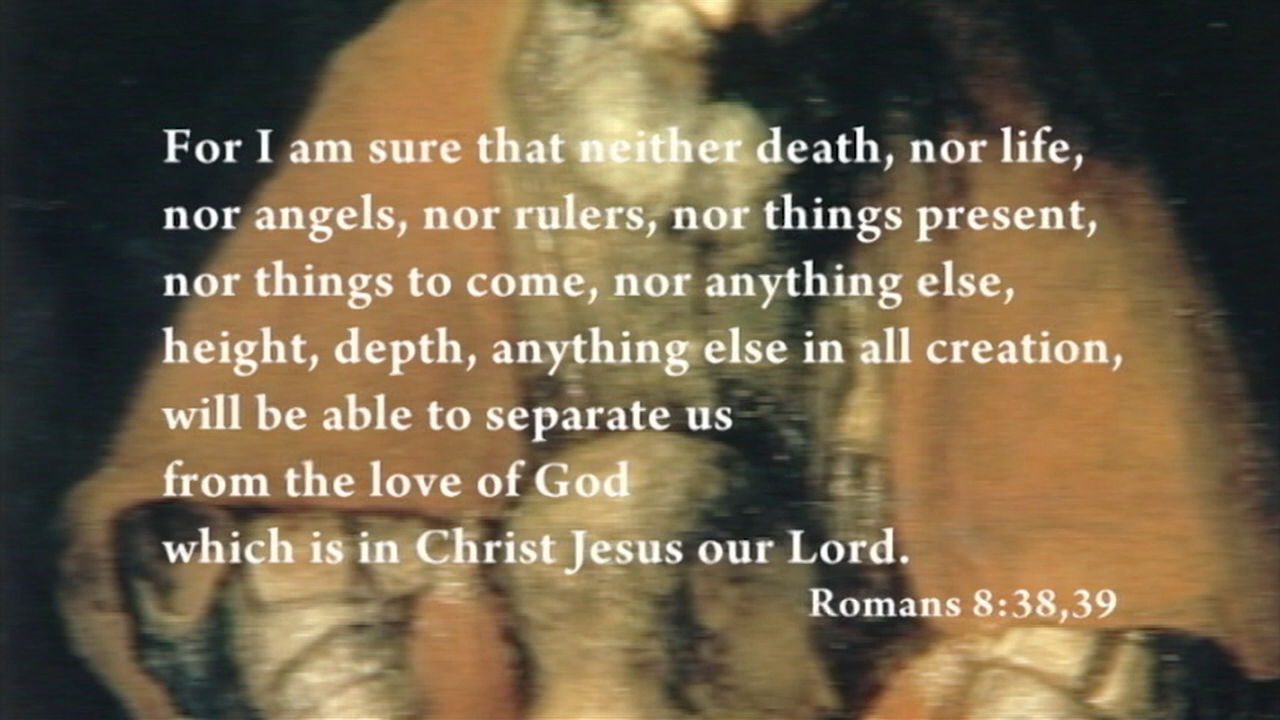 For I am sure that neither death, nor life,
nor angels, nor rulers, nor things present,
nor things to come, nor anything else,
height, depth, anything else in all creation,
will be able to separate us
from the love of God
which is in Christ Jesus our Lord.
Romans 8:38,39